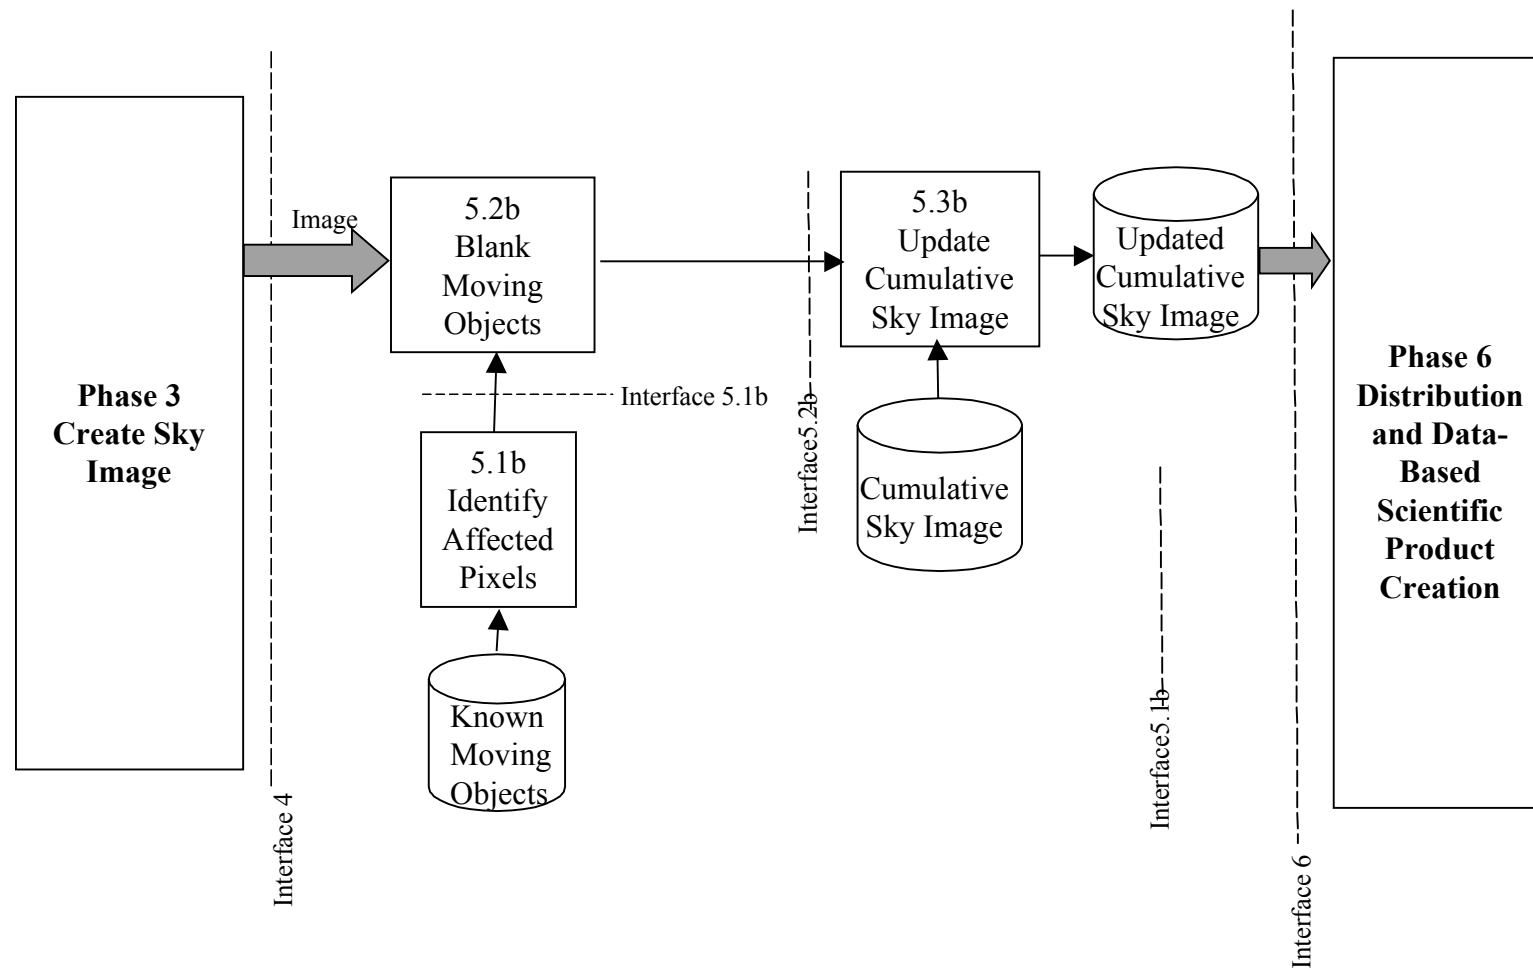 Phase 3
Create Sky
Image
Image
5.2b
Blank
Moving
Objects
Interface 5.1b
5.1b
Identify
Affected
Pixels
Known
Moving
Objects
Interface 4
Interface5.2b
5.3b
Update
Cumulative
Sky Image
Cumulative
Sky Image
Updated
Cumulative
Sky Image
Interface5.1b
Interface 6
Phase 6
Distribution
and Data-
Based
Scientific
Product
Creation